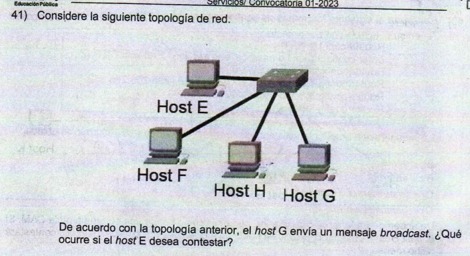 Educación Pública
Servicios/ Convocatoria 01-2023
41) Considere la siguiente topología de red.
Host E
Host F
Host H
Host G
De acuerdo con la topología anterior, el host G envía un mensaje broadcast. ¿Qué
ocurre si el host E desea contestar?